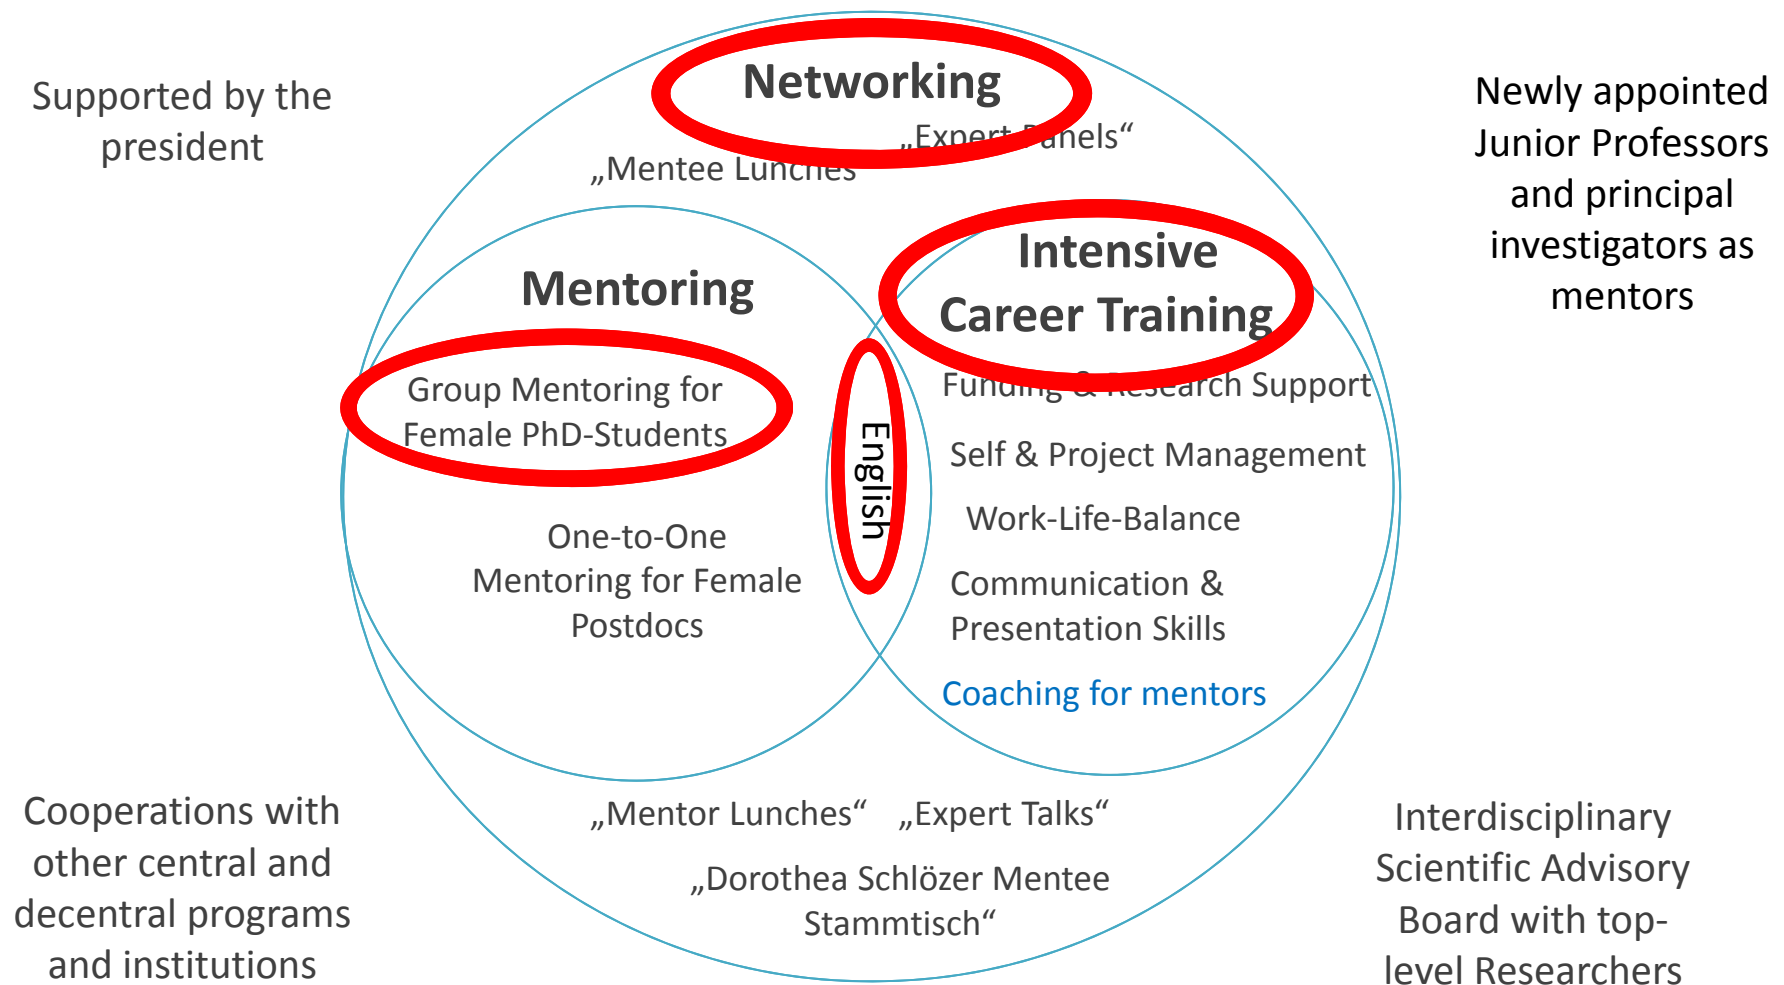 Networking
„Expert Panels“
„Mentee Lunches
Supported by the
president
Newly appointed
Junior Professors
and principal
investigators as
mentors
Mentoring
Group Mentoring for
Female PhD-Students
One-to-One
Mentoring for Female
Postdocs
English
Intensive
Career Training
Funding & Research Support
Self & Project Management
Work-Life-Balance
Communication &
Presentation Skills
Coaching for mentors
„Mentor Lunches“ „Expert Talks“
„Dorothea Schlözer Mentee
Stammtisch“
Cooperations with
other central and
decentral programs
and institutions
Interdisciplinary
Scientific Advisory
Board with top-
level Researchers